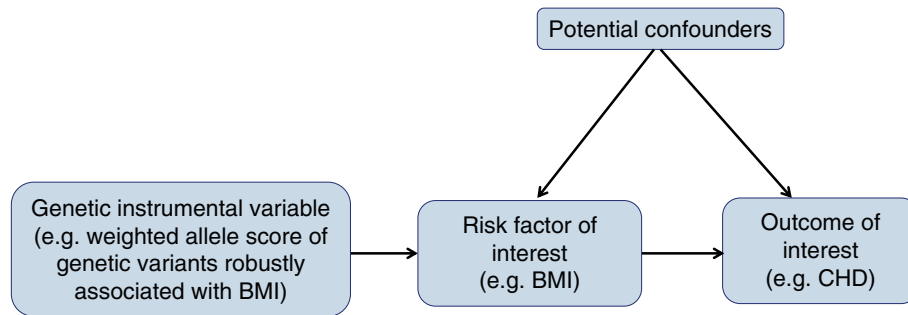 Potential confounders
Genetic instrumental variable
(e.g. weighted allele score of
genetic variants robustly
associated with BMI)
Risk factor of
interest
(e.g. BMI)
Outcome of
interest
(e.g. CHD)